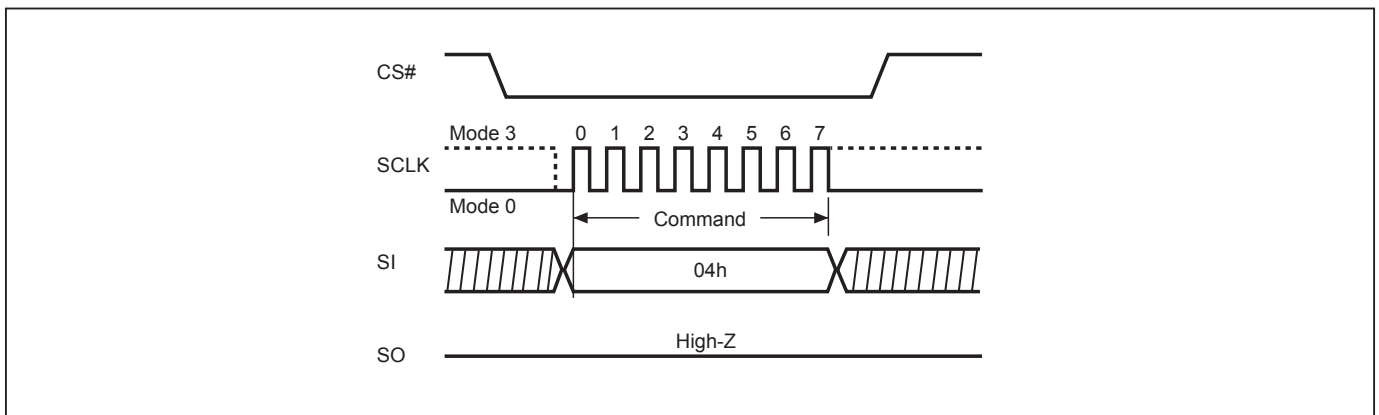 CS#
Mode 3
0 1 2 3 4 5 6 7
SCLK
Mode 0
Command
SI
04h
High-Z
SO